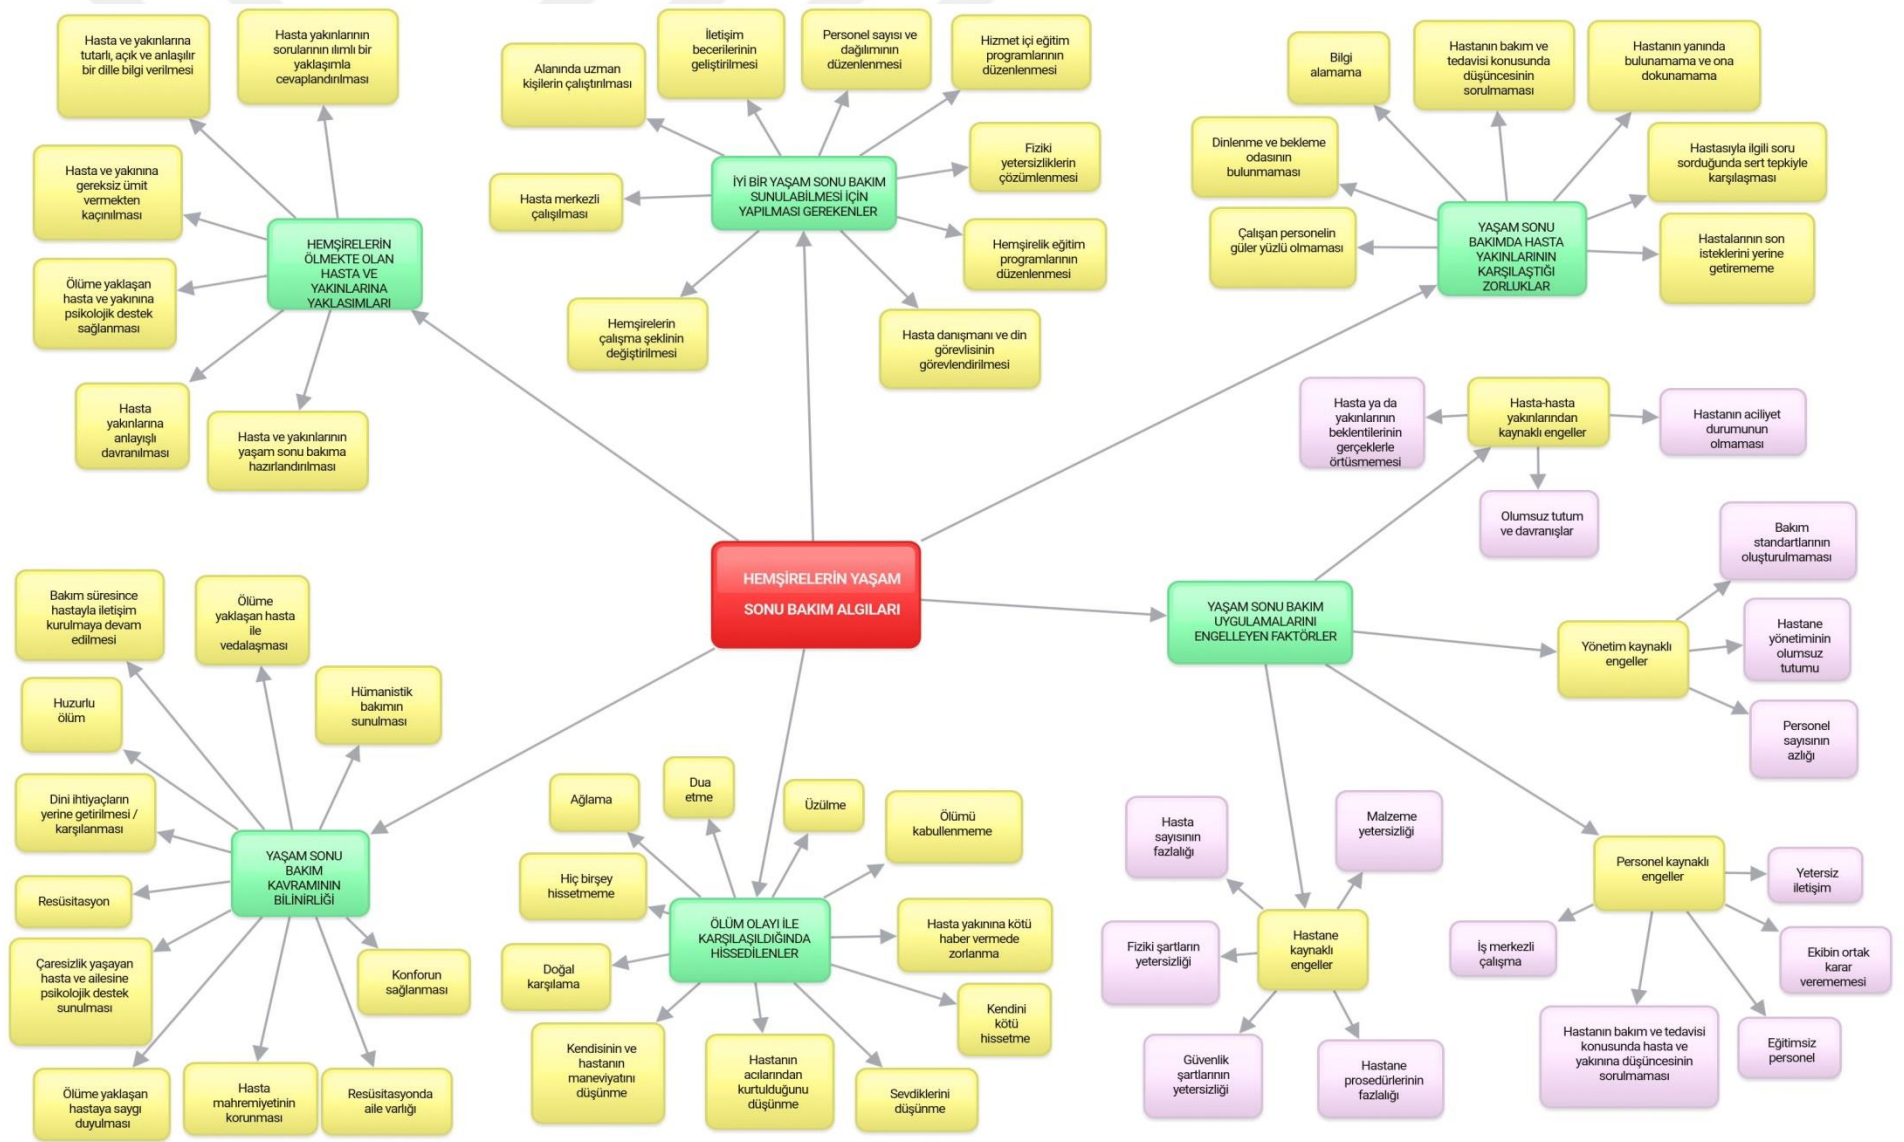 Hasta ve yakınlarına
tutarlı, açık ve anlaşılır
bir dille bilgi verilmesi
Hasta yakınlarının
sorularının ılımlı bir
yaklaşımla
cevaplandırılması
Hasta ve yakınına
gereksiz ümit
vermekten
kaçınılması
Ölüme yaklaşan
hasta ve yakınına
psikolojik destek
sağlanması
Hasta
yakınlarına
anlayışlı
davranılması
Hasta ve yakınlarının
yaşam sonu bakıma
hazırlandırılması
HEMŞİRELERİN
ÖLMEKTE OLAN
HASTA VE
YAKINLARINA
YAKLASIMLARI
Alanında uzman
kişilerin çalıştırılması
İletişim
becerilerinin
geliştirilmesi
Personel sayısı ve
dağılımının
düzenlenmesi
Hizmet içi eğitim
programlarının
düzenlenmesi
Fiziki
yetersizliklerin
çözümlenmesi
Hasta merkezli
çalışılması
İYİ BİR YAŞAM SONU BAKIM
SUNULABİLMESİ İÇİN
YAPILMASI GEREKENLER
Hemşirelik eğitim
programlarının
düzenlenmesi
Hemşirelerin
çalışma şeklinin
değiştirilmesi
Hasta danışmanı ve din
görevlisinin
görevlendirilmesi
Bilgi
alamama
Hastanın bakım ve
tedavisi konusunda
düşüncesinin
sorulmaması
Hastanın yanında
bulunamama ve ona
dokunamama
Dinlenme ve bekleme
odasının
bulunmaması
Hastasıyla ilgili soru
sorduğunda sert tepkiyle
karşılaşması
Çalışan personelin
güler yüzlü olmaması
YAŞAM SONU
BAKIMDA HASTA
YAKINLARININ
KARŞILAŞTIĞI
ZORLUKLAR
Hastalarının son
isteklerini yerine
getirememe
HEMŞİRELERİN YAŞAM
SONU BAKIM ALGILARI
Hasta ya da
yakınlarının
beklentilerinin
gerçeklerle
örtüsmemesi
Hasta-hasta
yakınlarından
kaynaklı engeller
Hastanın aciliyet
durumunun
olmaması
Olumsuz tutum
ve davranışlar
YAŞAM SONU BAKIM
UYGULAMALARINI
ENGELLEYEN FAKTÖRLER
Yönetim kaynaklı
engeller
Bakım
standartlarının
oluşturulmaması
Hastane
yönetiminin
olumsuz
tutumu
Personel
sayısının
azlığı
Bakım süresince
hastayla iletişim
kurulmaya devam
edilmesi
Ölüme
yaklaşan hasta
ile
vedalaşması
Huzurlu
ölüm
Hümanistik
bakımın
sunulması
Dini ihtiyaçların
yerine getirilmesi /
karşılanması
YAŞAM SONU
BAKIM
KAVRAMININ
BİLİNİRLİĞİ
Resüsitasyon
Çaresizlik yaşayan
hasta ve ailesine
psikolojik destek
sunulması
Konforun
sağlanması
Ölüme yaklaşan
hastaya saygı
duyulması
Hasta
mahremiyetinin
korunması
Resüsitasyonda
aile varlığı
Ağlama
Dua
etme
Üzülme
Ölümü
kabullenmeme
Hiç birşey
hissetmeme
ÖLÜM OLAYI İLE
KARŞILAŞILDIĞINDA
HİSSEDİLENLER
Hasta yakınına kötü
haber vermede
zorlanma
Doğal
karşılama
Kendini
kötü
hissetme
Kendisinin ve
hastanın
maneviyatını
düşünme
Hastanın
acılarından
kurtulduğunu
düşünme
Sevdiklerini
düşünme
Hasta
sayısının
fazlalığı
Malzeme
yetersizliği
Fiziki şartların
yetersizliği
Hastane
kaynaklı
engeller
Güvenlik
şartlarının
yetersizliği
Hastane
prosedürlerinin
fazlalığı
Personel kaynaklı
engeller
Yetersiz
iletişim
İş merkezli
çalışma
Ekibin ortak
karar
verememesi
Hastanın bakım ve tedavisi
konusunda hasta ve
yakınına düşüncesinin
sorulmaması
Eğitimsiz
personel